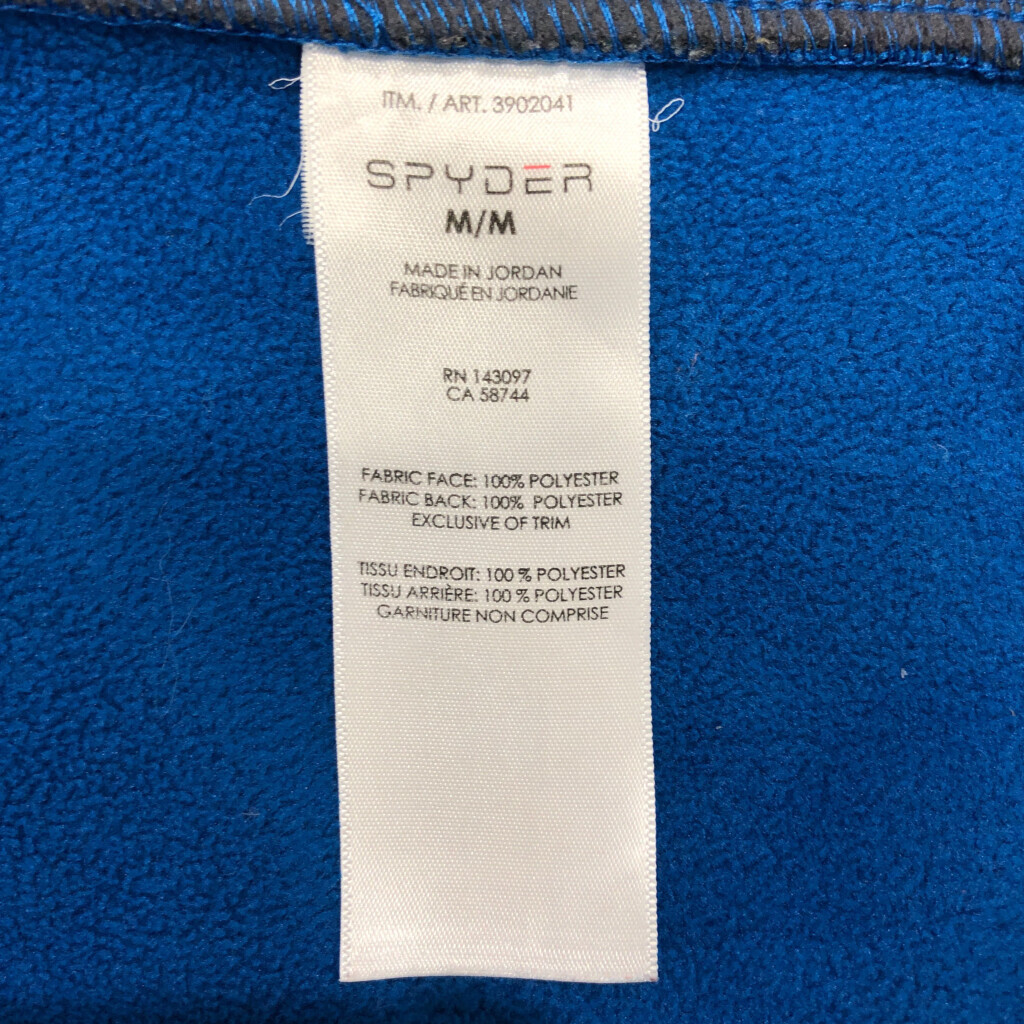 ITM. / ART. 3902041
SPYDER
M/M
MADE IN JORDAN
FABRIQUÉ EN JORDANIE
RN 143097
CA 58744
FABRIC FACE: 100% POLYESTER
FABRIC BACK: 100% POLYESTER
EXCLUSIVE OF TRIM
TISSU ENDROIT: 100 % POLYESTER
TISSU ARRIÈRE: 100 % POLYESTER
GARNITURE NON COMPRISE